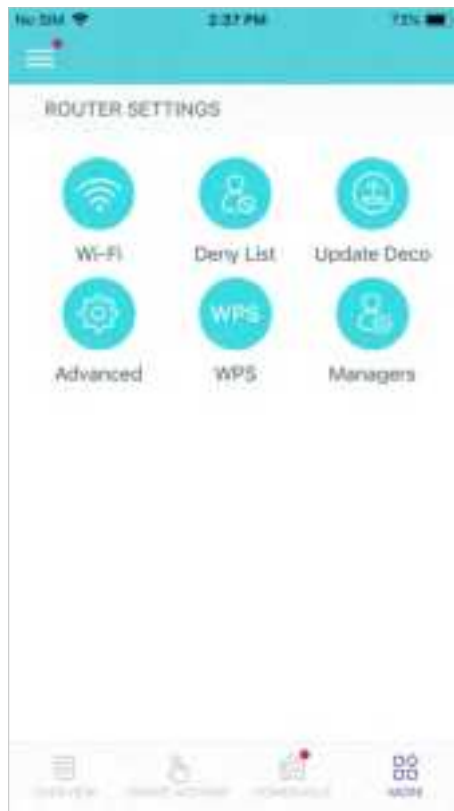 No SIM 2:37 PM 73%
ROUTER SETTINGS
Wi-Fi Deny List Update Deco
WPS
Advanced WPS Managers
OVERVIEW MORE